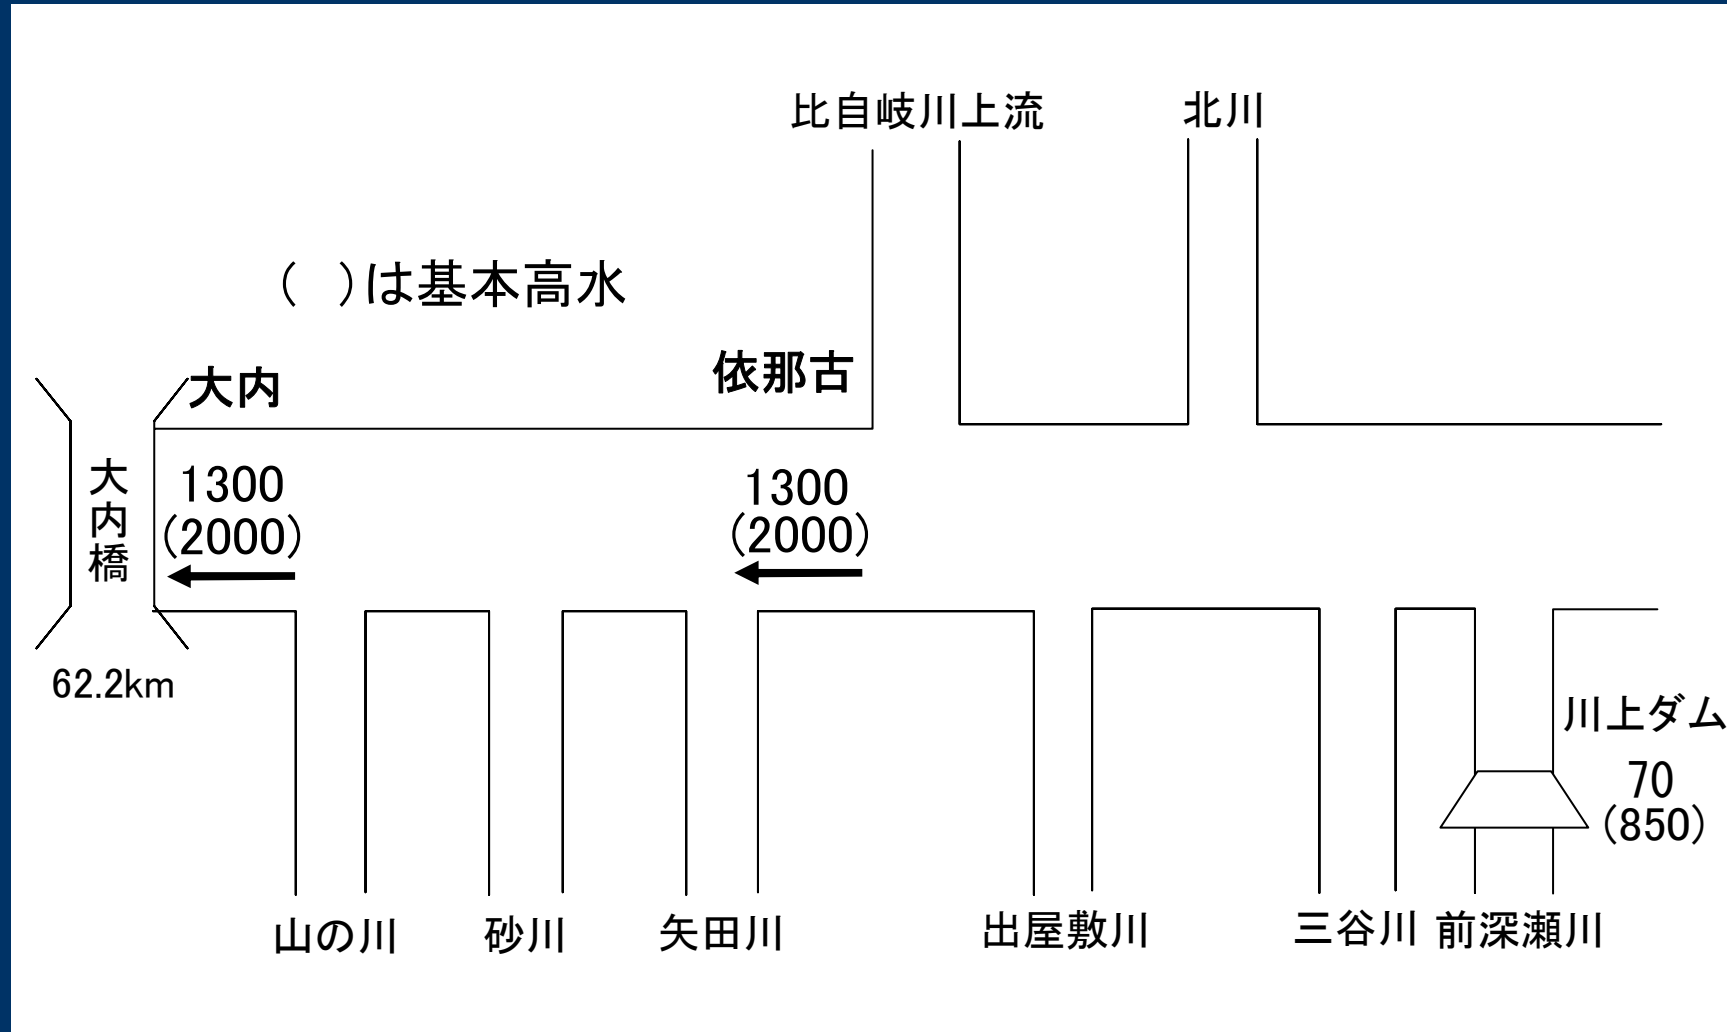 比自岐川上流
北川
( )は基本高水
大内
依那古
大内橋
1300
(2000)
1300
(2000)
62.2km
川上ダム
70
(850)
山の川
砂川
矢田川
出屋敷川
三谷川
前深瀬川